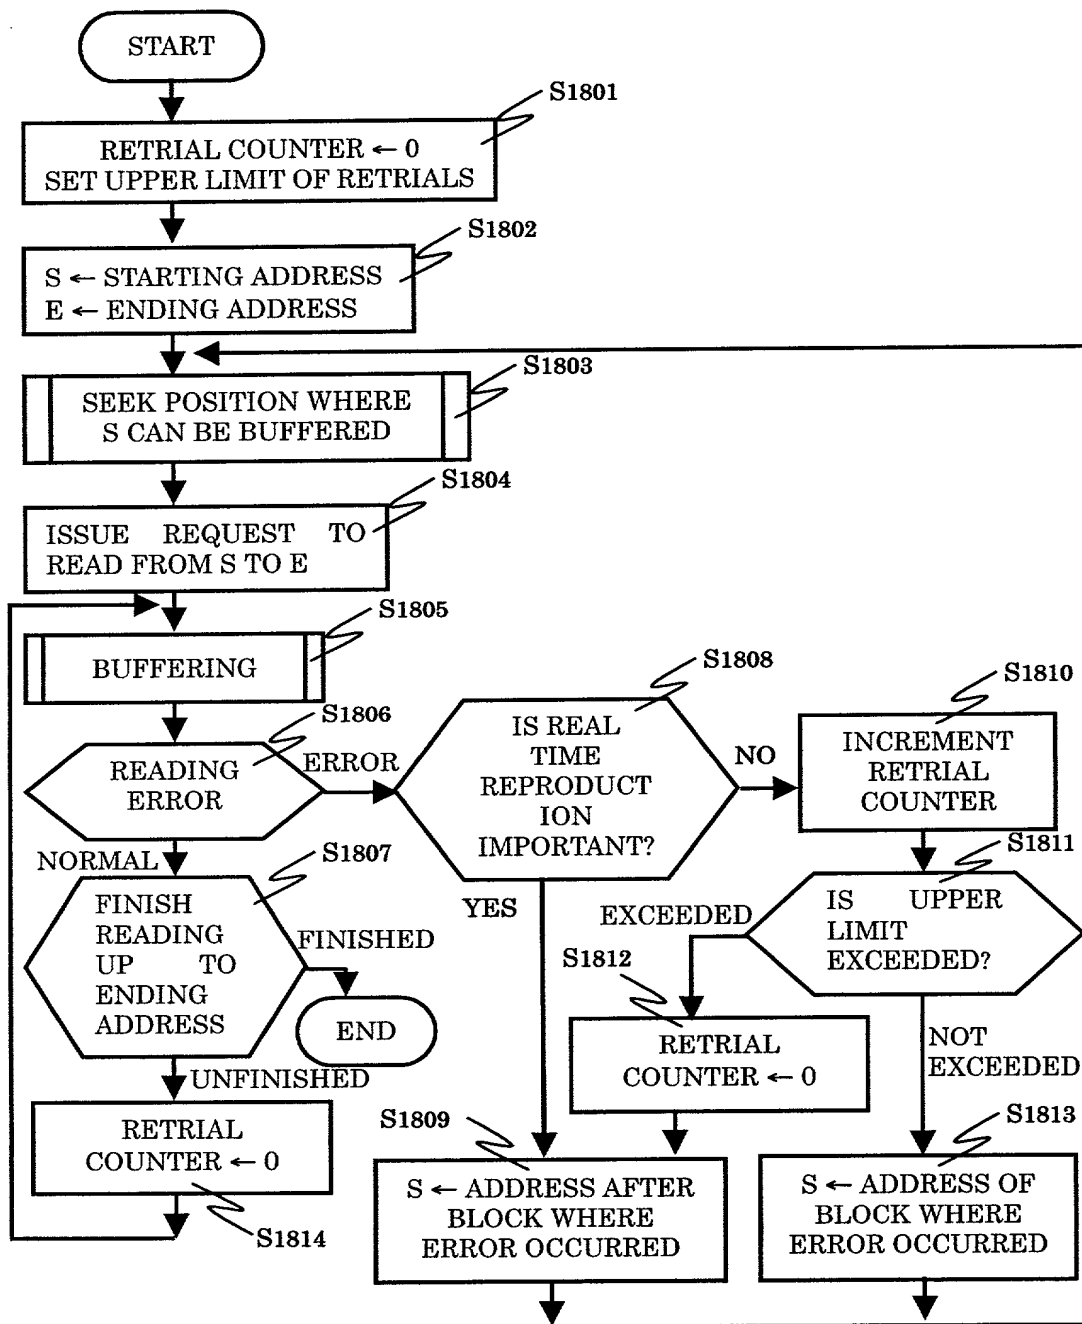 START
S1801
RETRIAL COUNTER ← 0
SET UPPER LIMIT OF RETRIALS
S1802
S ← STARTING ADDRESS
E ← ENDING ADDRESS
S1803
SEEK POSITION WHERE
S CAN BE BUFFERED
S1804
ISSUE REQUEST TO
READ FROM S TO E
S1805
BUFFERING
S1806
READING
ERROR
ERROR
NORMAL
S1807
FINISH
READING
UP TO
ENDING
ADDRESS
FINISHED
END
UNFINISHED
RETRIAL
COUNTER ← 0
S1814
S1808
IS REAL
TIME
REPRODUCT
ION
IMPORTANT?
NO
YES
S1810
INCREMENT
RETRIAL
COUNTER
S1811
IS UPPER
LIMIT
EXCEEDED?
EXCEEDED
S1812
RETRIAL
COUNTER ← 0
NOT
EXCEEDED
S1809
S ← ADDRESS AFTER
BLOCK WHERE
ERROR OCCURRED
S1813
S ← ADDRESS OF
BLOCK WHERE
ERROR OCCURRED